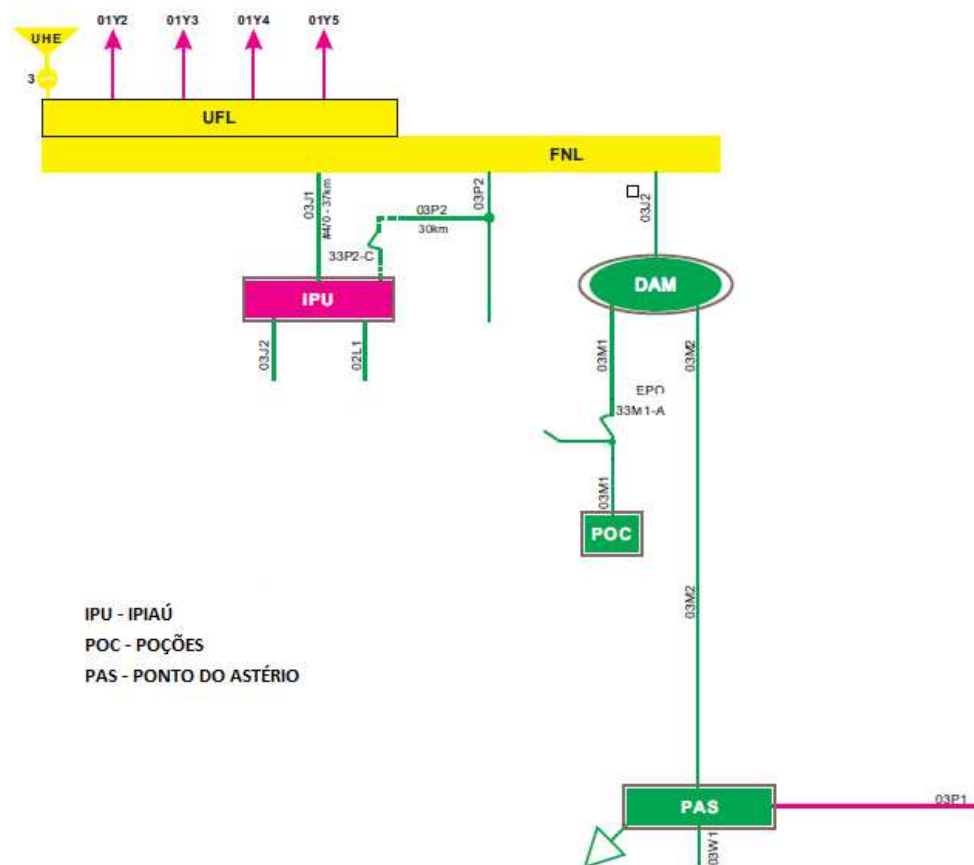 01Y2 01Y3 01Y4 01Y5
UHE
3
UFL
FNL
03J1
#4/0 - 37km
03P2
30km
03P2
03J2
33P2-C
IPU
DAM
03J2
02L1
03M1
03M2
EPO
33M1-A
03M1
POC
03M2
IPU - IPIAÚ
POC - POÇÕES
PAS - PONTO DO ASTÉRIO
PAS
03P1
03W1